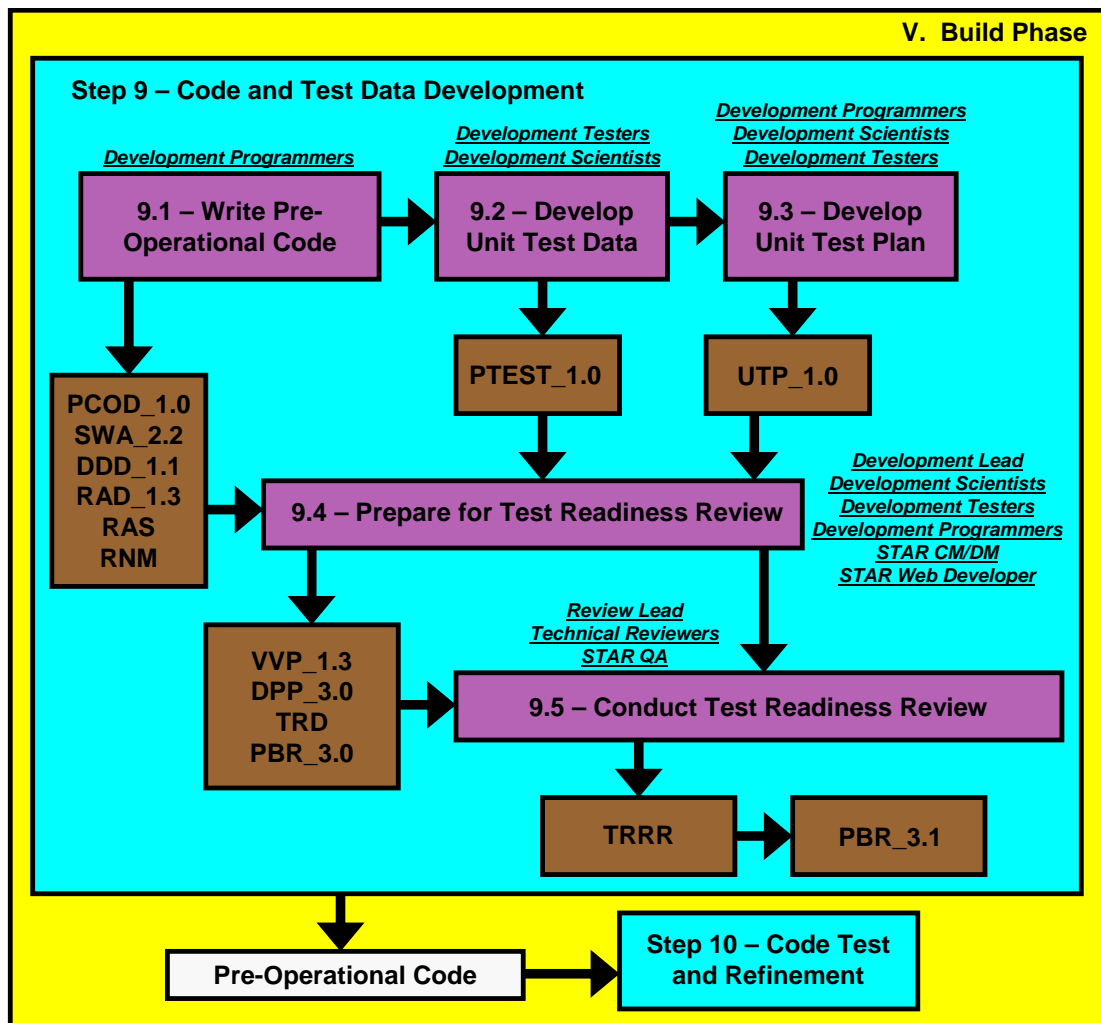 V. Build Phase
Step 9 – Code and Test Data Development
Development Programmers
Development Testers
Development Scientists
Development Programmers
Development Scientists
Development Testers
9.1 – Write Pre-
Operational Code
9.2 – Develop
Unit Test Data
9.3 – Develop
Unit Test Plan
PCOD_1.0
SWA_2.2
DDD_1.1
RAD_1.3
RAS
RNM
PTEST_1.0
UTP_1.0
9.4 – Prepare for Test Readiness Review
Development Lead
Development Scientists
Development Testers
Development Programmers
STAR CM/DM
STAR Web Developer
VVP_1.3
DPP_3.0
TRD
PBR_3.0
Review Lead
Technical Reviewers
STAR QA
9.5 – Conduct Test Readiness Review
TRRR
PBR_3.1
Pre-Operational Code
Step 10 – Code Test
and Refinement